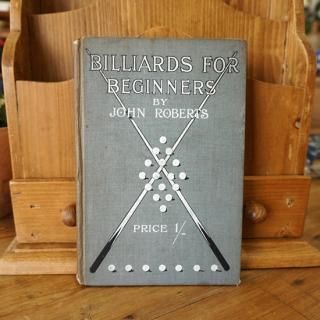 BILLIARDS FOR
BEGINNERS
BY
JOHN ROBERTS
PRICE 1/-